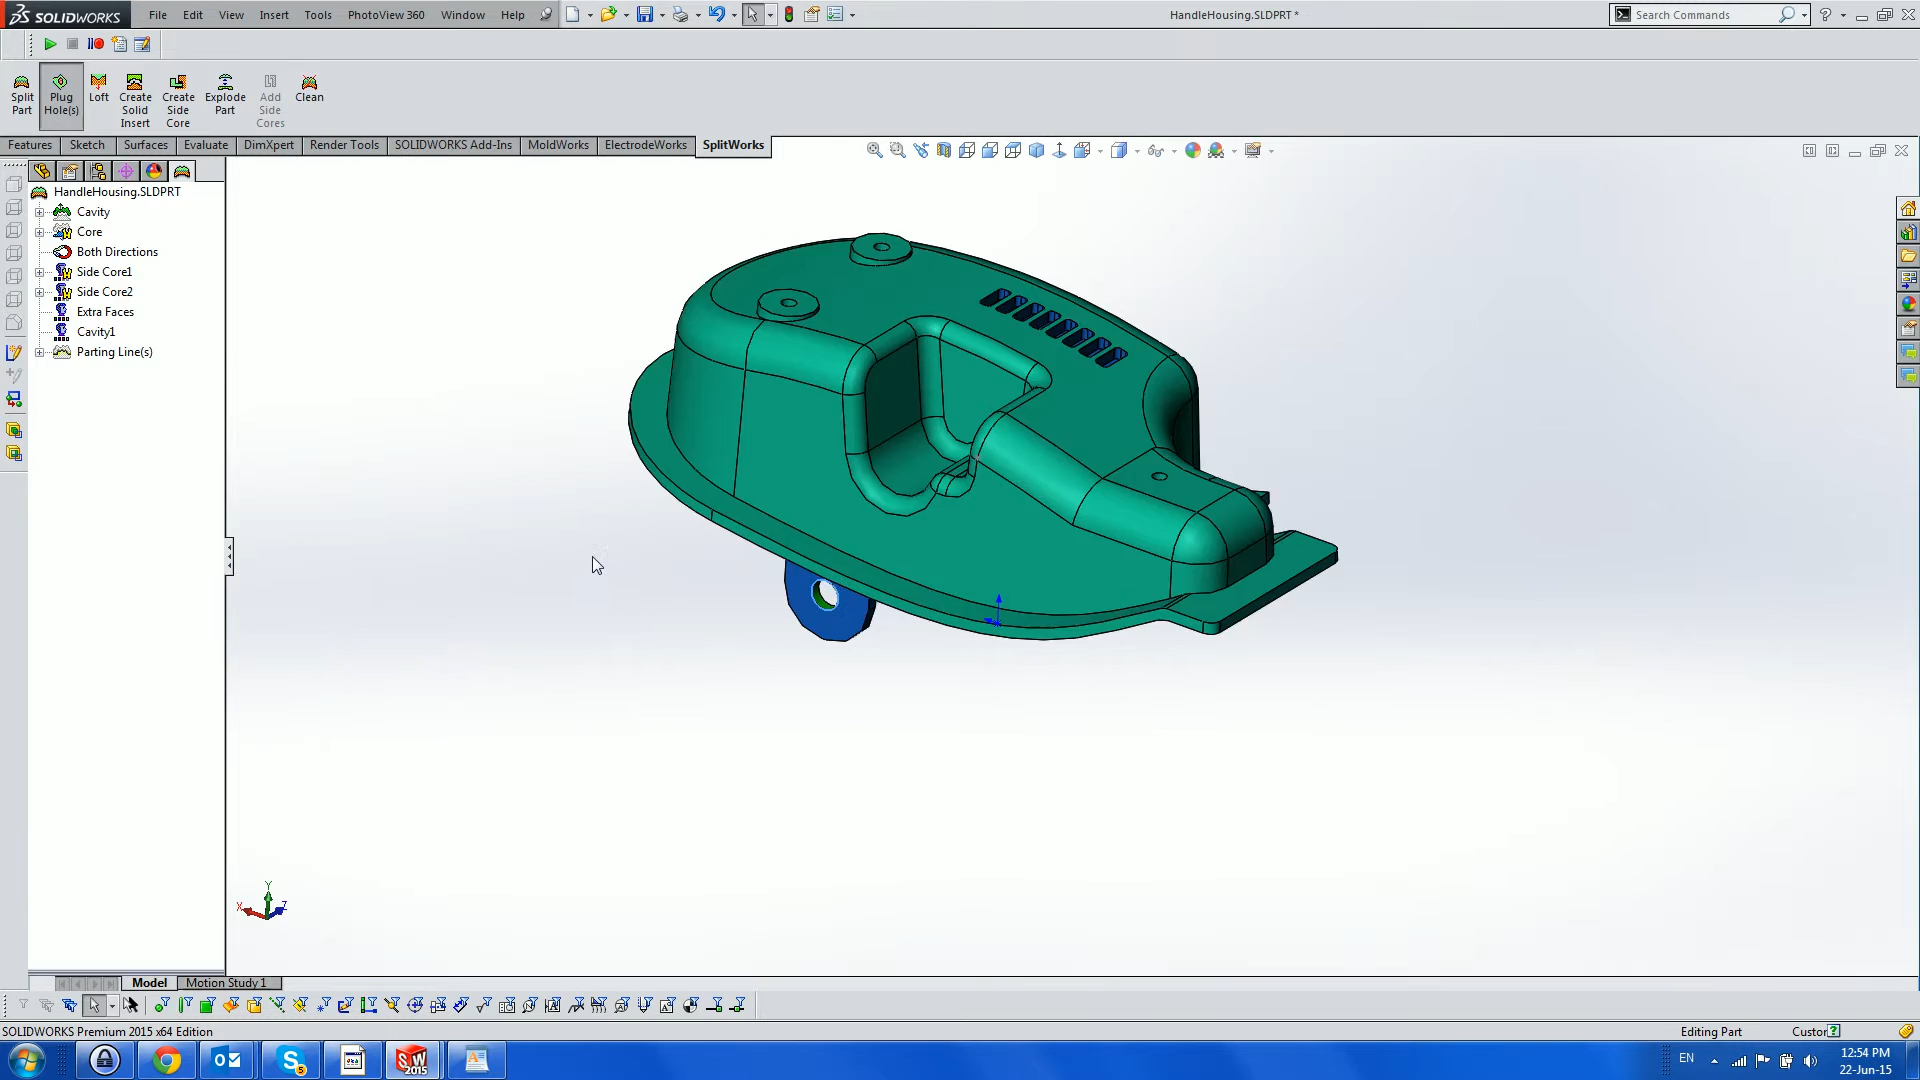 SOLIDWORKS File Edit View Insert Tools PhotoView 360 Window Help HandleHousing.SLDPRT * Search Commands
Split Part
Plug Hole(s)
Loft
Create Solid Insert
Create Side Core
Explode Part
Add Side Cores
Clean
Features Sketch Surfaces Evaluate DimXpert Render Tools SOLIDWORKS Add-Ins MoldWorks ElectrodeWorks SplitWorks
HandleHousing.SLDPRT
Cavity
Core
Both Directions
Side Core1
Side Core2
Extra Faces
Cavity1
Parting Line(s)
Y
X Z
Model Motion Study 1
SOLIDWORKS Premium 2015 x64 Edition Editing Part Custor
EN 12:54 PM
22-Jun-15